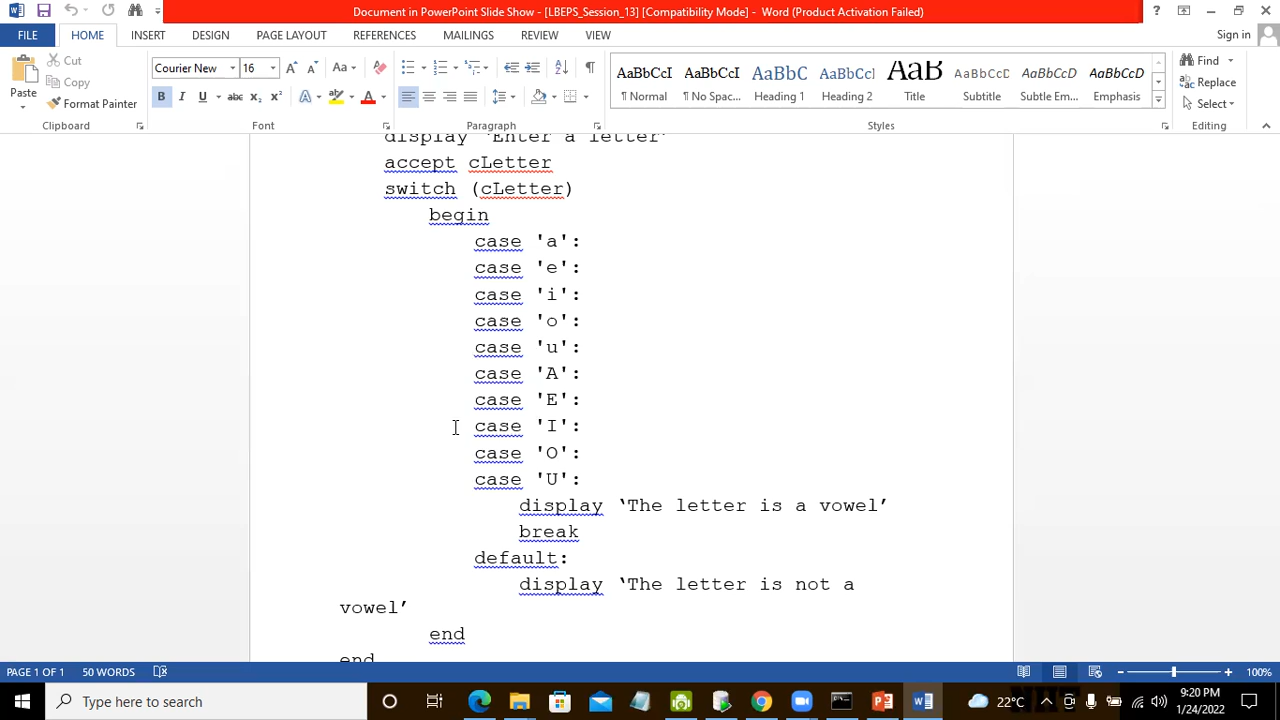 Document in PowerPoint Slide Show - [LBEPS_Session_13] [Compatibility Mode] - Word (Product Activation Failed)
FILE HOME INSERT DESIGN PAGE LAYOUT REFERENCES MAILINGS REVIEW VIEW Sign in
Paste Cut Copy Format Painter
Clipboard
Courier New 16
Font
Paragraph
AaBbCcI AaBbCcI AaBbC AaBbCcI AaB AaBbCcD AaBbCcD AaBbCcD
¶ Normal ¶ No Spac... Heading 1 Heading 2 Title Subtitle Subtle Em... Emphasis
Styles
Find Replace Select
Editing
display ‘Enter a letter’
accept cLetter
switch (cLetter)
begin
case 'a':
case 'e':
case 'i':
case 'o':
case 'u':
case 'A':
case 'E':
case 'I':
case 'O':
case 'U':
display ‘The letter is a vowel’
break
default:
display ‘The letter is not a
vowel’
end
end
PAGE 1 OF 1 50 WORDS 100%
Type here to search 22°C 9:20 PM
1/24/2022